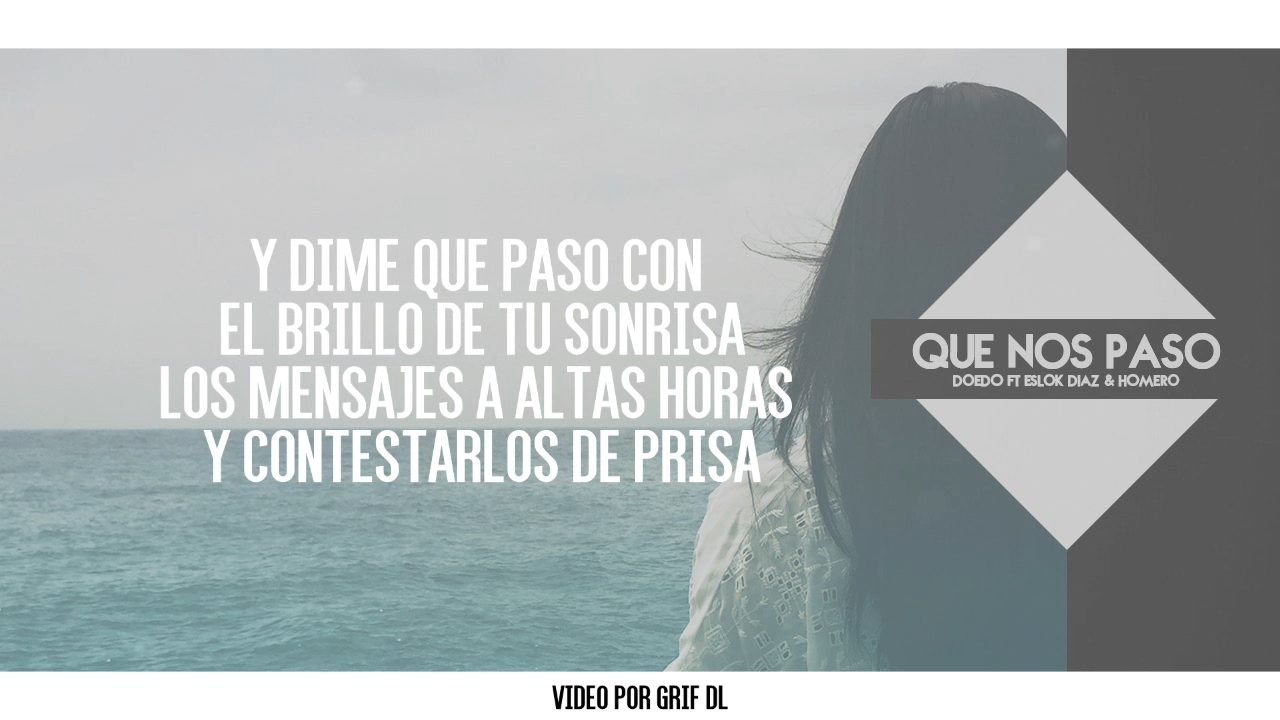 Y DIME QUE PASO CON
EL BRILLO DE TU SONRISA
LOS MENSAJES A ALTAS HORAS
Y CONTESTARLOS DE PRISA
QUE NOS PASO
DOEDO FT ESLOK DIAZ & HOMERO
VIDEO POR GRIF DL